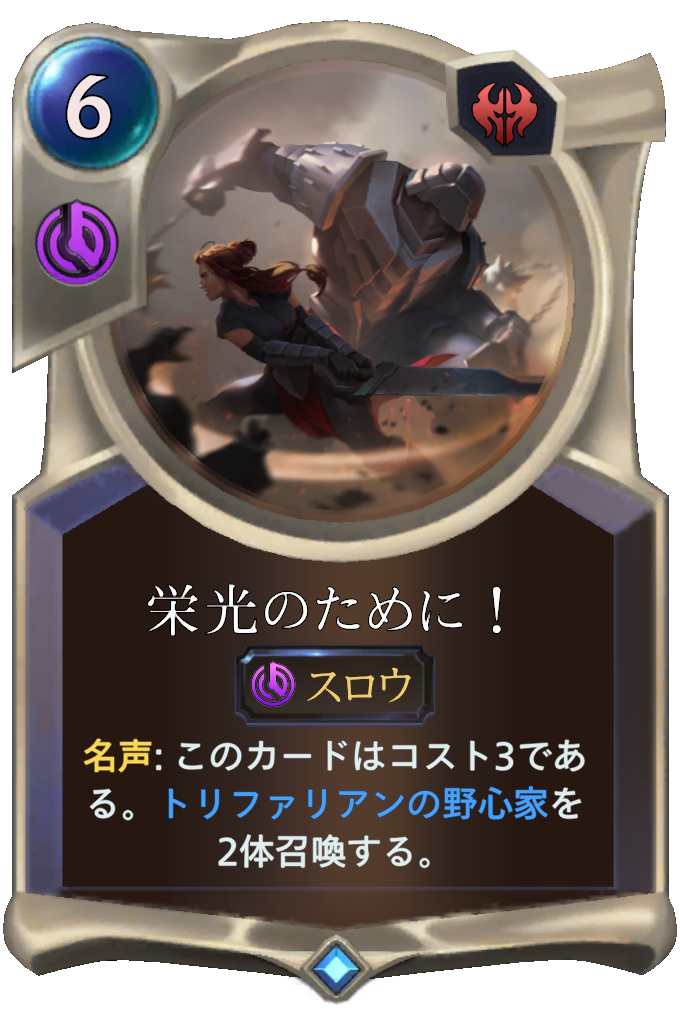 6
栄光のために！
スロウ
名声: このカードはコスト3であ
る。トリファリアンの野心家を
2体召喚する。